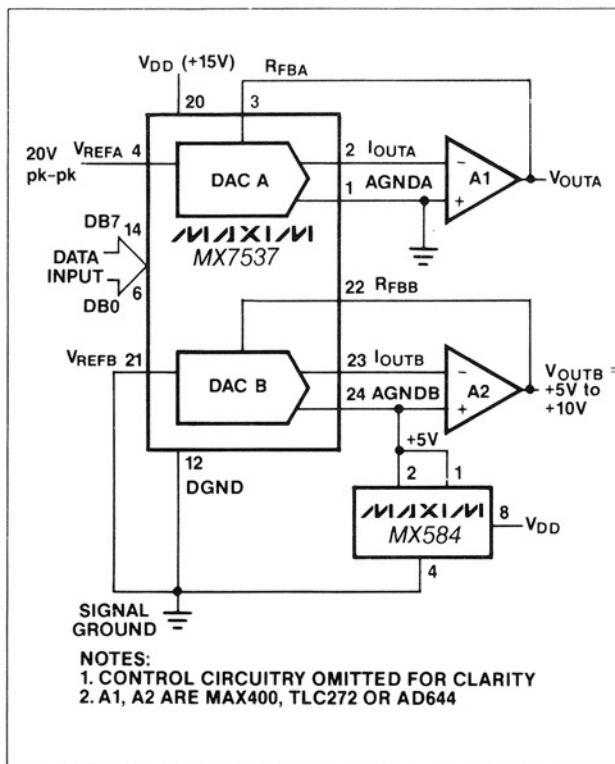 VDD (+15V)
RFBA
20
3
20V
pk-pk
VREFA 4
DAC A
2 IOUTA
1 AGNDA
−
+
A1
VOUTA
MAXIM
MX7537
DB7
14
DATA
INPUT
6
DB0
22 RFBB
VREFB 21
DAC B
23 IOUTB
24 AGNDB
−
+
A2
VOUTB =
+5V to
+10V
+5V
12
DGND
2
1
MAXIM
MX584
8
VDD
4
SIGNAL
GROUND
NOTES:
1. CONTROL CIRCUITRY OMITTED FOR CLARITY
2. A1, A2 ARE MAX400, TLC272 OR AD644